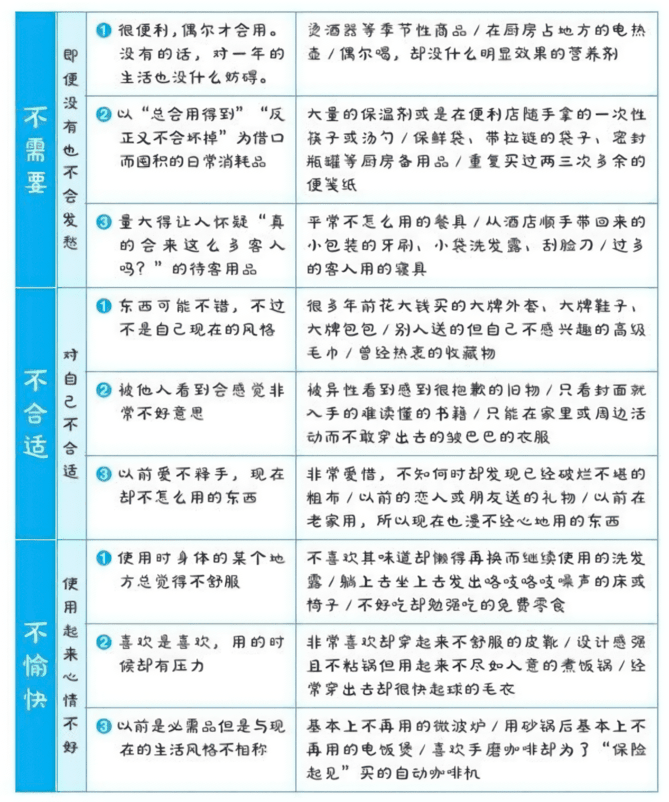 不需要
即便没有也不会发愁
❶ 很便利,偶尔才会用。
没有的话,对一年的
生活也没什么妨碍。
烫酒器等季节性商品/在厨房占地方的电热
壶/偶尔喝,却没什么明显效果的营养剂
❷ 以“总会用得到”“反
正又不会坏掉”为借口
而囤积的日常消耗品
大量的保温剂或是在便利店随手拿的一次性
筷子或汤勺/保鲜袋、带拉链的袋子、密封
瓶罐等厨房备用品/重复买过两三次多余的
便笺纸
❸ 量大得让人怀疑“真
的会来这么多客人
吗?”的待客用品
平常不怎么用的餐具/从酒店顺手带回来的
小包装的牙刷、小袋洗发露、刮脸刀/过多
的客人用的寝具
不合适
对自己不合适
❶ 东西可能不错,不过
不是自己现在的风格
很多年前花大钱买的大牌外套、大牌鞋子、
大牌包包/别人送的但自己不感兴趣的高级
毛巾/曾经热衷的收藏物
❷ 被他人看到会感觉非
常不好意思
被异性看到感到很抱歉的旧物/只看封面就
入手的难读懂的书籍/只能在家里或周边活
动而不敢穿出去的皱巴巴的衣服
❸ 以前爱不释手,现在
却不怎么用的东西
非常爱惜,不知何时却发现已经破烂不堪的
粗布/以前的恋人或朋友送的礼物/以前在
老家用,所以现在也漫不经心地用的东西
不愉快
使用起来心情不好
❶ 使用时身体的某个地
方总觉得不舒服
不喜欢其味道却懒得再换而继续使用的洗发
露/躺上去坐上去发出咯吱咯吱噪声的床或
椅子/不好吃却勉强吃的免费零食
❷ 喜欢是喜欢,用的时
候却有压力
非常喜欢却穿起来不舒服的皮靴/设计感强
且不粘锅但用起来不尽如人意的煮饭锅/经
常穿出去却很快起球的毛衣
❸ 以前是必需品但是与现
在的生活风格不相称
基本上不再用的微波炉/用砂锅后基本上不
再用的电饭煲/喜欢手磨咖啡却为了“保险
起见”买的自动咖啡机